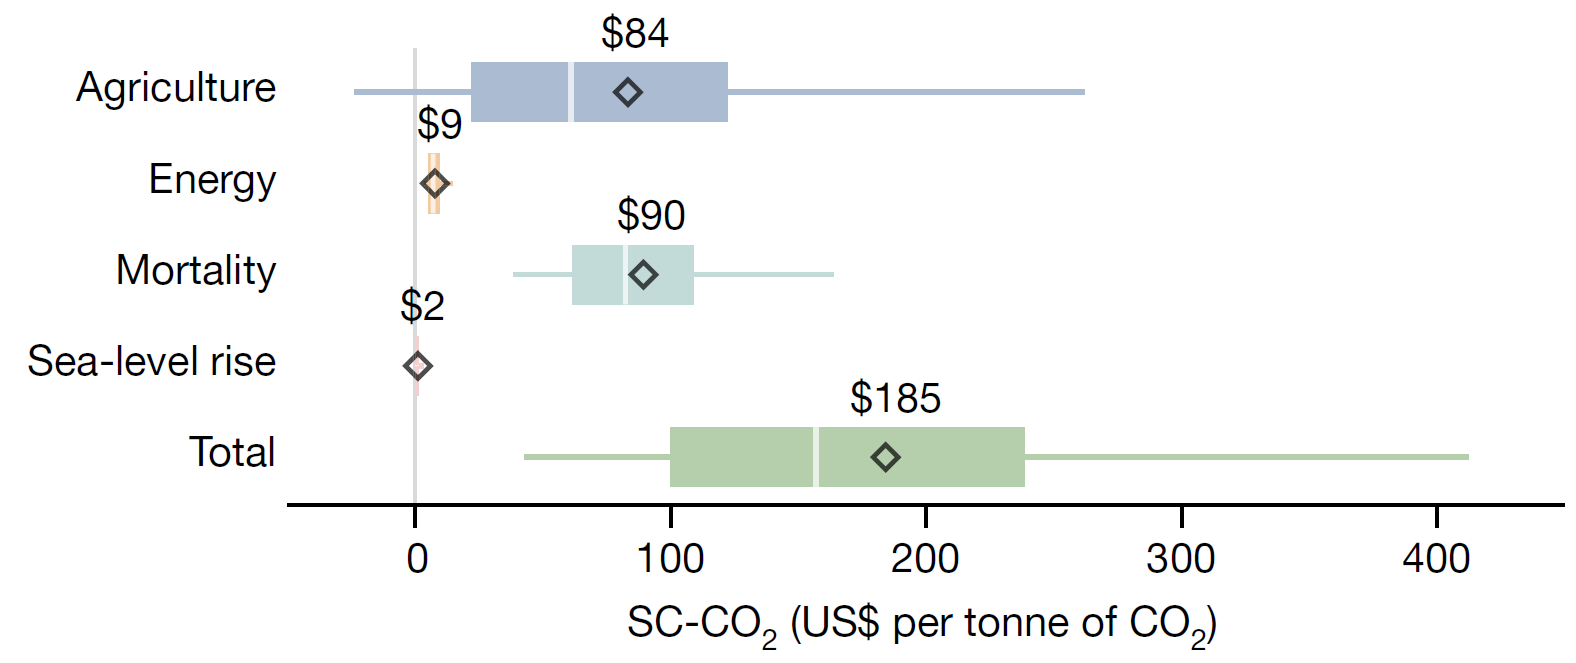 $84
Agriculture
$9
Energy
$90
Mortality
$2
Sea-level rise
$185
Total
0 100 200 300 400
SC-CO₂ (US$ per tonne of CO₂)